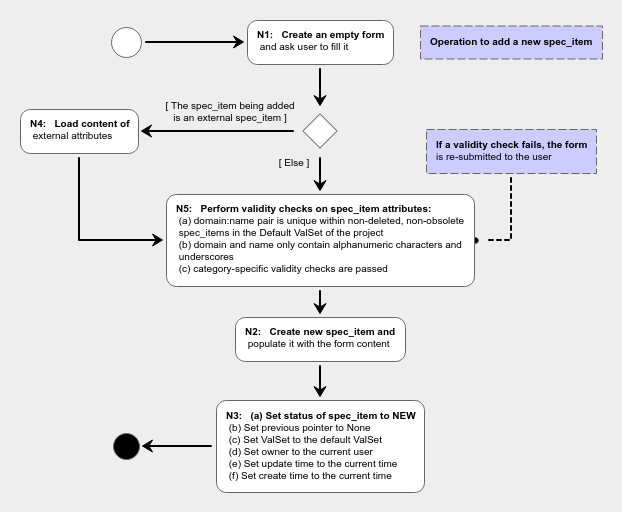 N1: Create an empty form
and ask user to fill it
Operation to add a new spec_item
[ The spec_item being added
is an external spec_item ]
N4: Load content of
external attributes
[ Else ]
If a validity check fails, the form
is re-submitted to the user
N5: Perform validity checks on spec_item attributes:
(a) domain:name pair is unique within non-deleted, non-obsolete
spec_items in the Default ValSet of the project
(b) domain and name only contain alphanumeric characters and
underscores
(c) category-specific validity checks are passed
N2: Create new spec_item and
populate it with the form content
N3: (a) Set status of spec_item to NEW
(b) Set previous pointer to None
(c) Set ValSet to the default ValSet
(d) Set owner to the current user
(e) Set update time to the current time
(f) Set create time to the current time